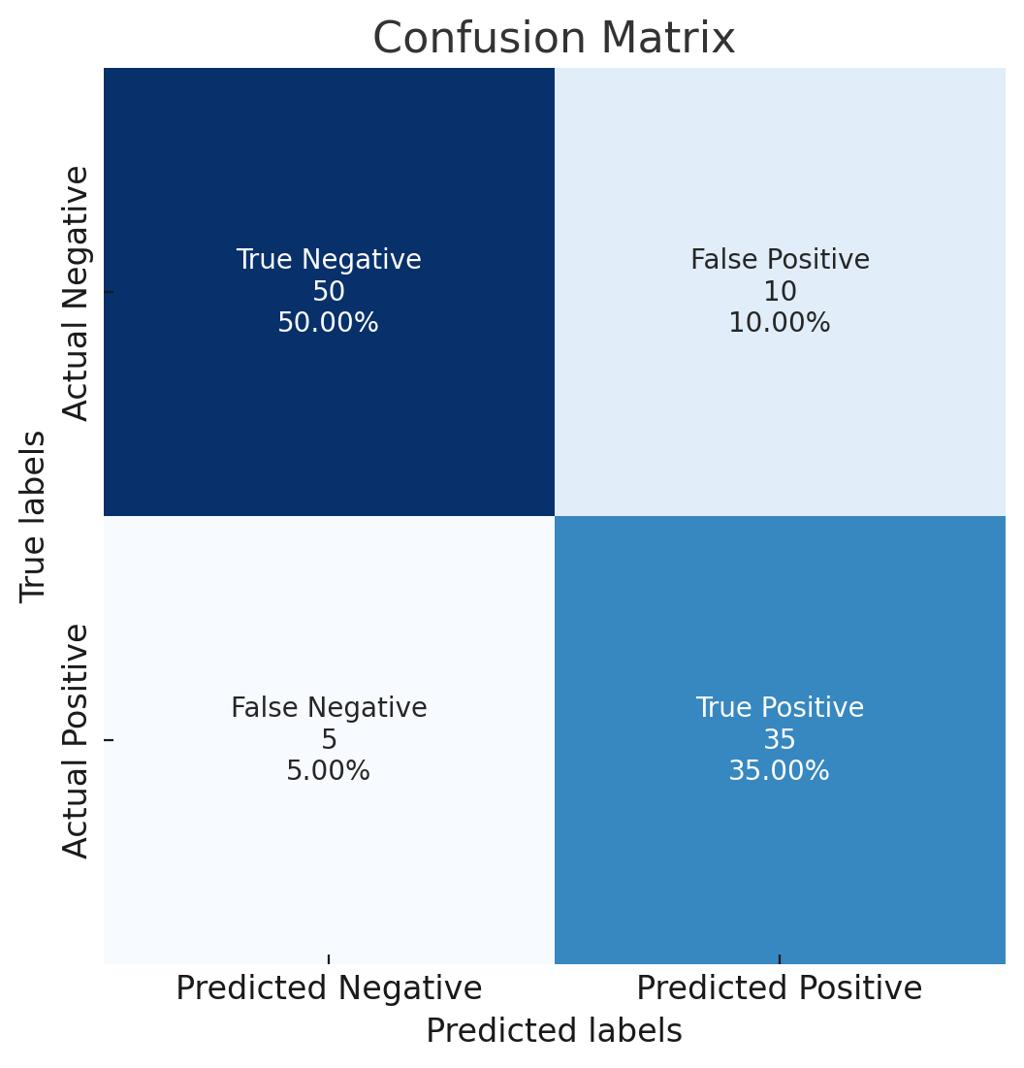 Confusion Matrix
Actual Negative
True Negative
50
50.00%
False Positive
10
10.00%
True labels
Actual Positive
False Negative
5
5.00%
True Positive
35
35.00%
Predicted Negative
Predicted Positive
Predicted labels